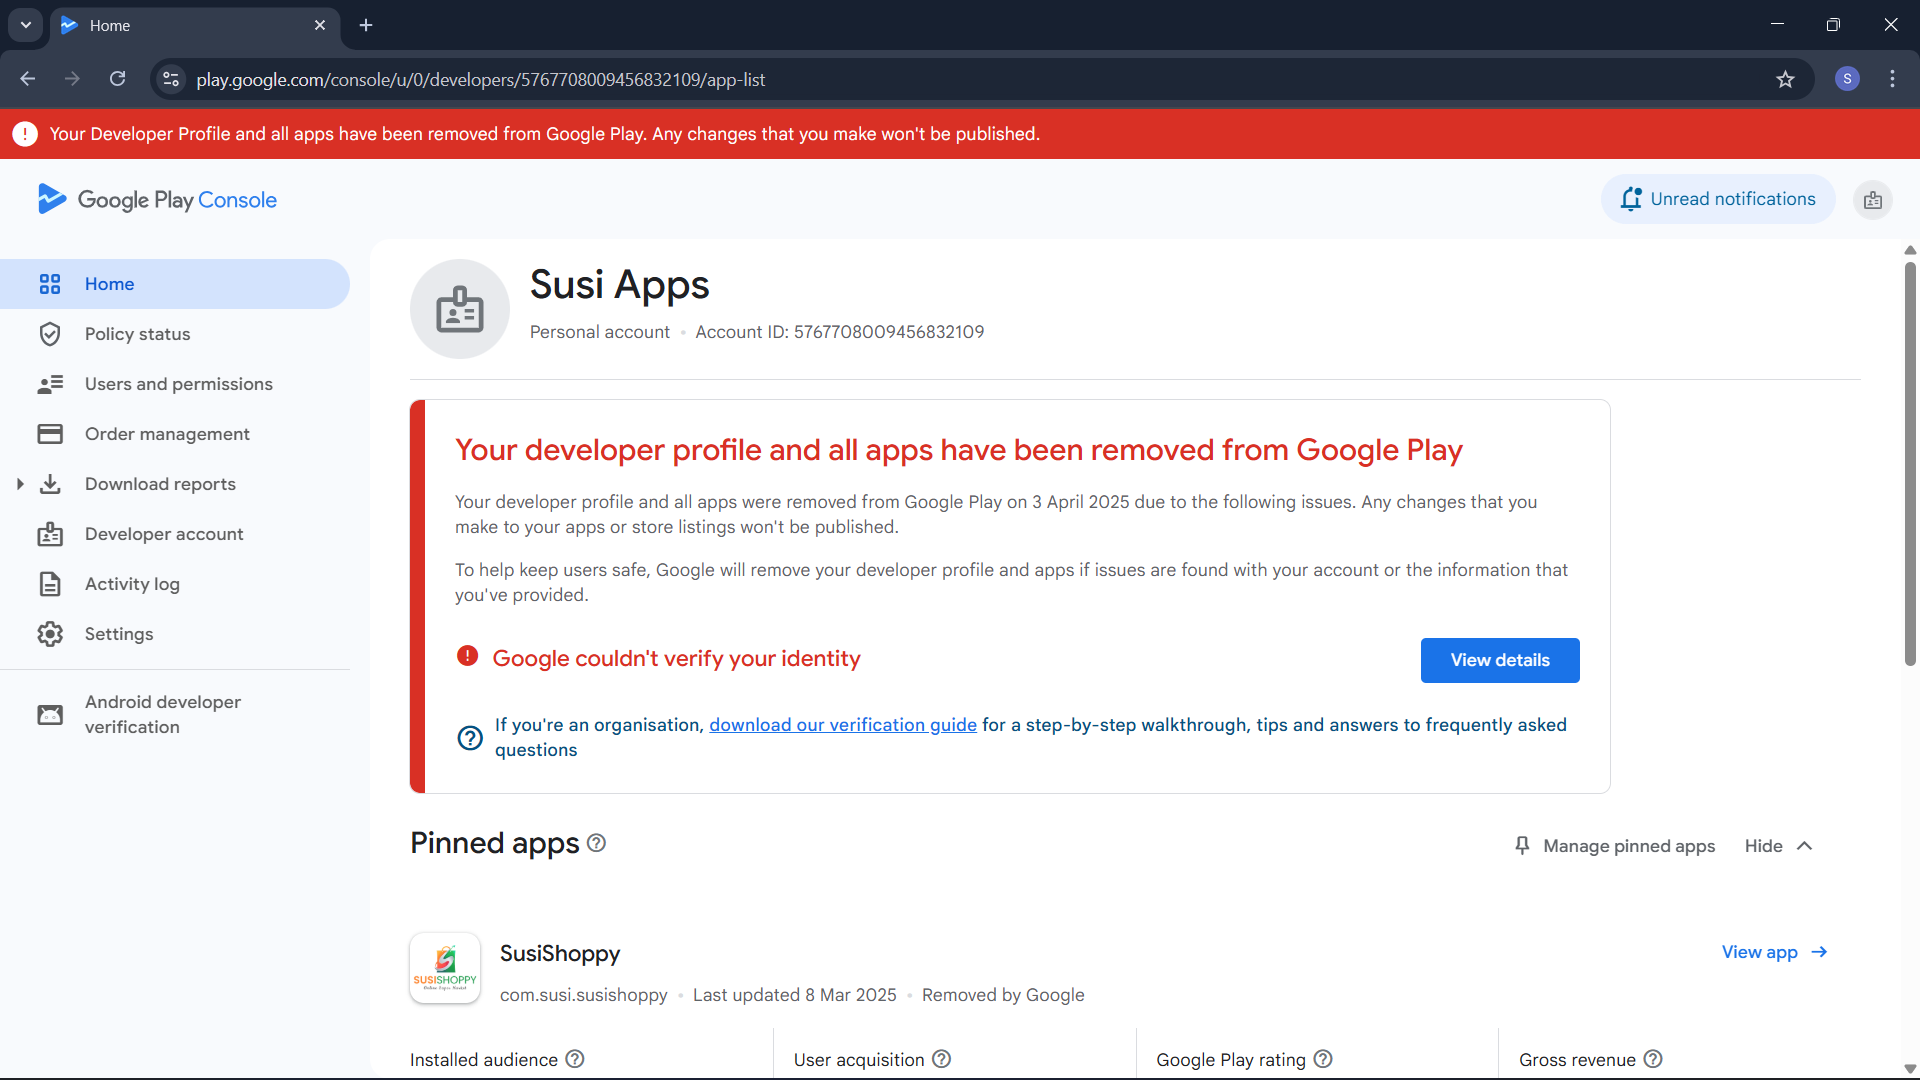 Home
play.google.com/console/u/0/developers/5767708009456832109/app-list
S
Your Developer Profile and all apps have been removed from Google Play. Any changes that you make won't be published.
Google Play Console
Unread notifications
Home
Policy status
Users and permissions
Order management
Download reports
Developer account
Activity log
Settings
Android developer
verification
Susi Apps
Personal account • Account ID: 5767708009456832109
Your developer profile and all apps have been removed from Google Play
Your developer profile and all apps were removed from Google Play on 3 April 2025 due to the following issues. Any changes that you
make to your apps or store listings won't be published.
To help keep users safe, Google will remove your developer profile and apps if issues are found with your account or the information that
you've provided.
Google couldn't verify your identity
View details
If you're an organisation, download our verification guide for a step-by-step walkthrough, tips and answers to frequently asked
questions
Pinned apps
Manage pinned apps
Hide
SUSISHOPPY
SusiShoppy
View app
com.susi.susishoppy • Last updated 8 Mar 2025 • Removed by Google
Installed audience
User acquisition
Google Play rating
Gross revenue